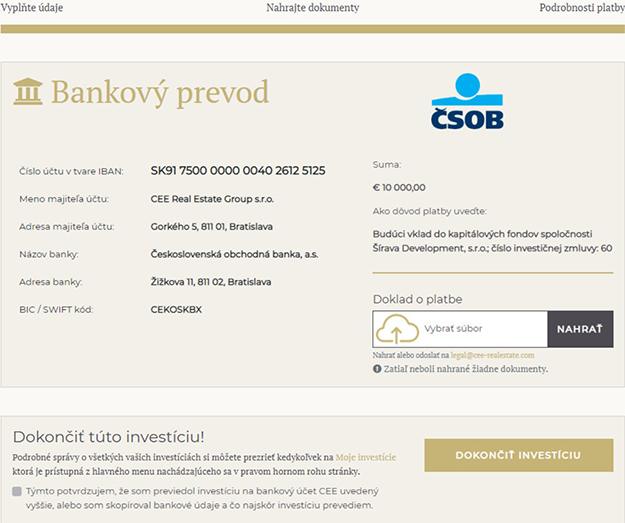 Vyplňte údaje
Nahrajte dokumenty
Podrobnosti platby
Bankový prevod
ČSOB
Číslo účtu v tvare IBAN: SK91 7500 0000 0040 2612 5125
Meno majiteľa účtu: CEE Real Estate Group s.r.o.
Adresa majiteľa účtu: Gorkého 5, 811 01, Bratislava
Názov banky: Československá obchodná banka, a.s.
Adresa banky: Žižkova 11, 811 02, Bratislava
BIC / SWIFT kód: CEKOSKBX
Suma:
€ 10 000,00
Ako dôvod platby uveďte:
Budúci vklad do kapitálových fondov spoločnosti
Šírava Development, s.r.o.; číslo investičnej zmluvy: 60
Doklad o platbe
Vybrať súbor
NAHRAŤ
Nahrať alebo odoslať na legal@cee-realestate.com
Zatiaľ neboli nahrané žiadne dokumenty.
Dokončiť túto investíciu!
Podrobné správy o všetkých vašich investíciách si môžete prezrieť kedykoľvek na Moje investície
ktorá je prístupná z hlavného menu nachádzajúceho sa v pravom hornom rohu stránky.
DOKONČIŤ INVESTÍCIU
Týmto potvrdzujem, že som previedol investíciu na bankový účet CEE uvedený
vyššie, alebo som skopíroval bankové údaje a čo najskôr investíciu prevediem.